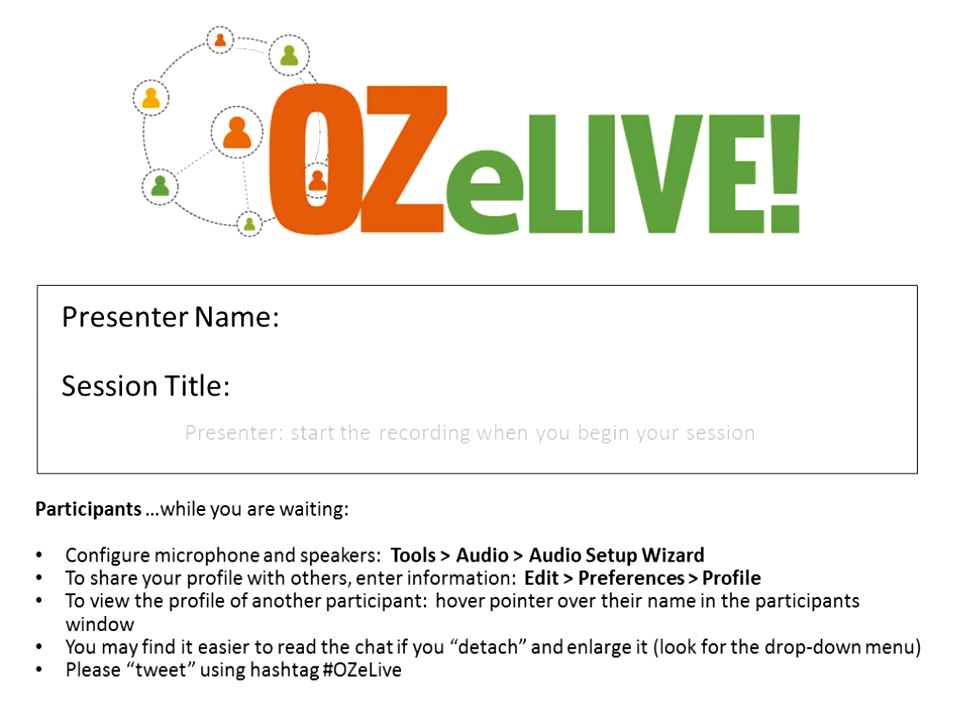 OZeLIVE!
Presenter Name:
Session Title:
Presenter: start the recording when you begin your session
Participants ...while you are waiting:
• Configure microphone and speakers: Tools > Audio > Audio Setup Wizard
• To share your profile with others, enter information: Edit > Preferences > Profile
• To view the profile of another participant: hover pointer over their name in the participants
window
• You may find it easier to read the chat if you “detach” and enlarge it (look for the drop-down menu)
• Please “tweet” using hashtag #OZeLive